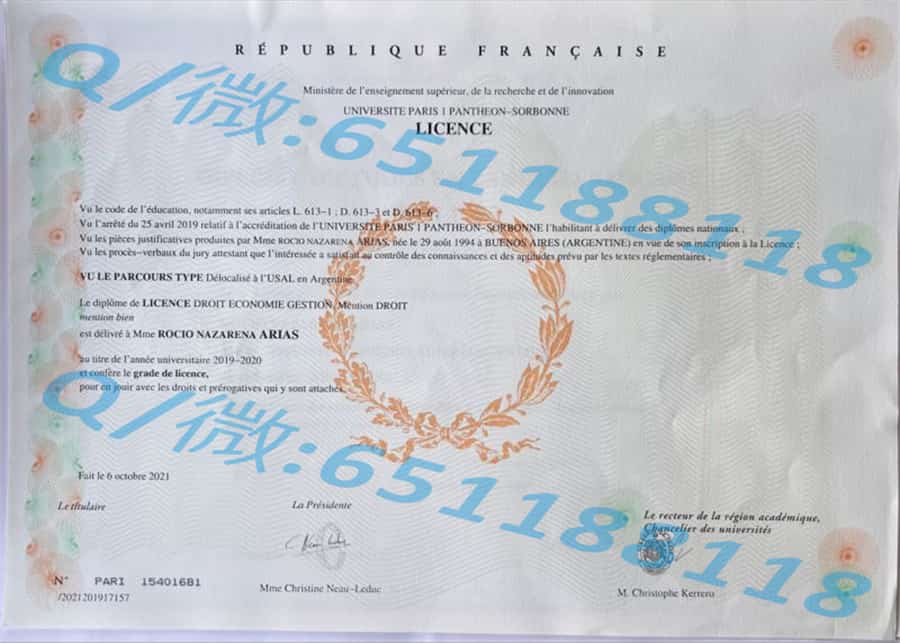 RÉPUBLIQUE FRANÇAISE
Ministère de l'enseignement supérieur, de la recherche et de l'innovation
UNIVERSITE PARIS 1 PANTHEON-SORBONNE
LICENCE
Q/微:65118118
Vu le code de l'éducation, notamment ses articles L. 613-1 ; D. 613-3 et D. 613-6 ;
Vu l'arrêté du 25 avril 2019 relatif à l'accréditation de l'UNIVERSITE PARIS 1 PANTHEON-SORBONNE l'habilitant à délivrer des diplômes nationaux ;
Vu les pièces justificatives produites par Mme ROCIO NAZARENA ARIAS, née le 29 août 1994 à BUENOS AIRES (ARGENTINE) en vue de son inscription à la Licence ;
Vu les procès-verbaux du jury attestant que l'intéressée a satisfait au contrôle des connaissances et des aptitudes prévu par les textes réglementaires ;
VU LE PARCOURS TYPE Délocalisé à l'USAL en Argentine
Le diplôme de LICENCE DROIT ECONOMIE GESTION, Mention DROIT
mention bien
est délivré à Mme ROCIO NAZARENA ARIAS
au titre de l'année universitaire 2019-2020
et confère le grade de licence,
pour en jouir avec les droits et prérogatives qui y sont attachés.
Q/微:65118118
Fait le 6 octobre 2021
Le titulaire
La Présidente
Le recteur de la région académique,
Chancelier des universités
N° PARI 15401681
/2021201917157
Mme Christine Neau-Leduc
M. Christophe Kerrero